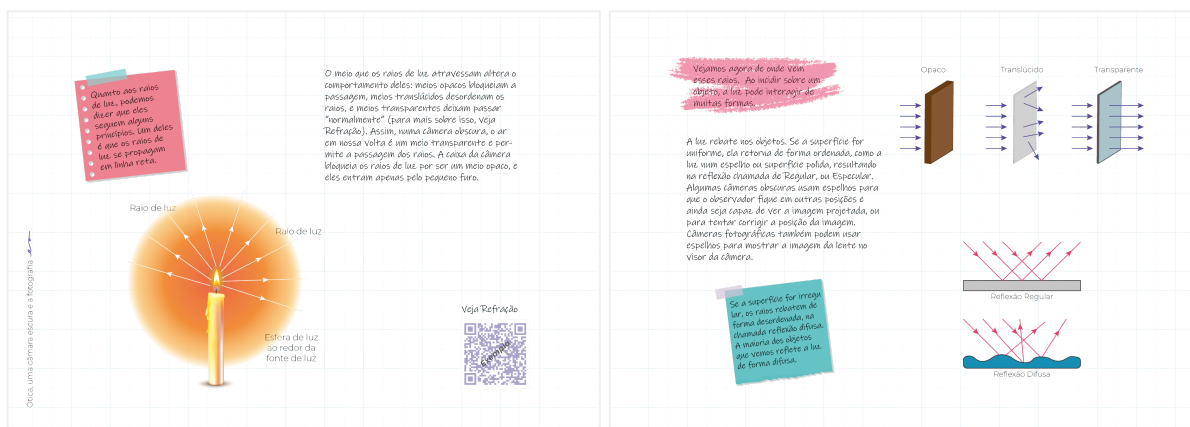 Quanto aos raios
de luz, podemos
dizer que eles
seguem alguns
princípios. Um deles
é que os raios de
luz se propagam
em linha reta.
O meio que os raios de luz atravessam altera o
comportamento deles: meios opacos bloqueiam a
passagem, meios translúcidos desordenam os
raios, e meios transparentes deixam passar
"normalmente" (para mais sobre isso, veja
Refração). Assim, numa câmera obscura, o ar
em nossa volta é um meio transparente e per-
mite a passagem dos raios. A caixa da câmera
bloqueia os raios de luz por ser um meio opaco, e
eles entram apenas pelo pequeno furo.
Raio de luz
Raio de luz
Esfera de luz
ao redor da
fonte de luz
Veja Refração
Exemplo
Ótica, uma câmara escura e a fotografia
Vejamos agora de onde vem
esses raios. Ao incidir sobre um
objeto, a luz pode interagir de
muitas formas.
A luz rebate nos objetos. Se a superfície for
uniforme, ela retorna de forma ordenada, como a
luz num espelho ou superfície polida, resultando
na reflexão chamada de Regular, ou Especular.
Algumas câmeras obscuras usam espelhos para
que o observador fique em outras posições e
ainda seja capaz de ver a imagem projetada, ou
para tentar corrigir a posição da imagem.
Câmeras fotográficas também podem usar
espelhos para mostrar a imagem da lente no
visor da câmera.
Se a superfície for irregu
lar, os raios rebatem de
forma desordenada, na
chamada reflexão difusa.
A maioria dos objetos
que vemos reflete a luz
de forma difusa.
Opaco
Translúcido
Transparente
Reflexão Regular
Reflexão Difusa